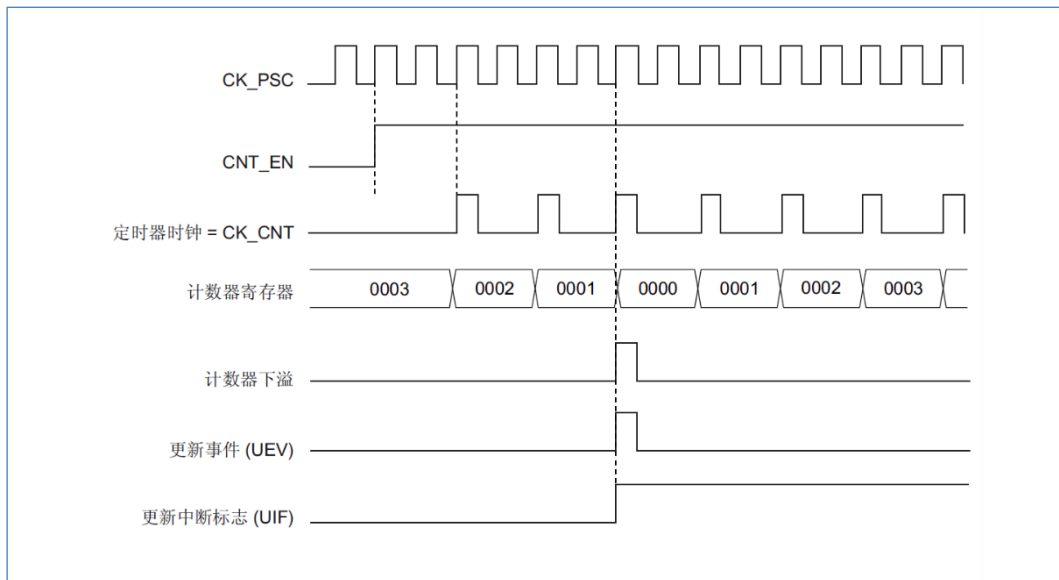 CK_PSC
CNT_EN
定时器时钟 = CK_CNT
计数器寄存器 0003 0002 0001 0000 0001 0002 0003
计数器下溢
更新事件 (UEV)
更新中断标志 (UIF)